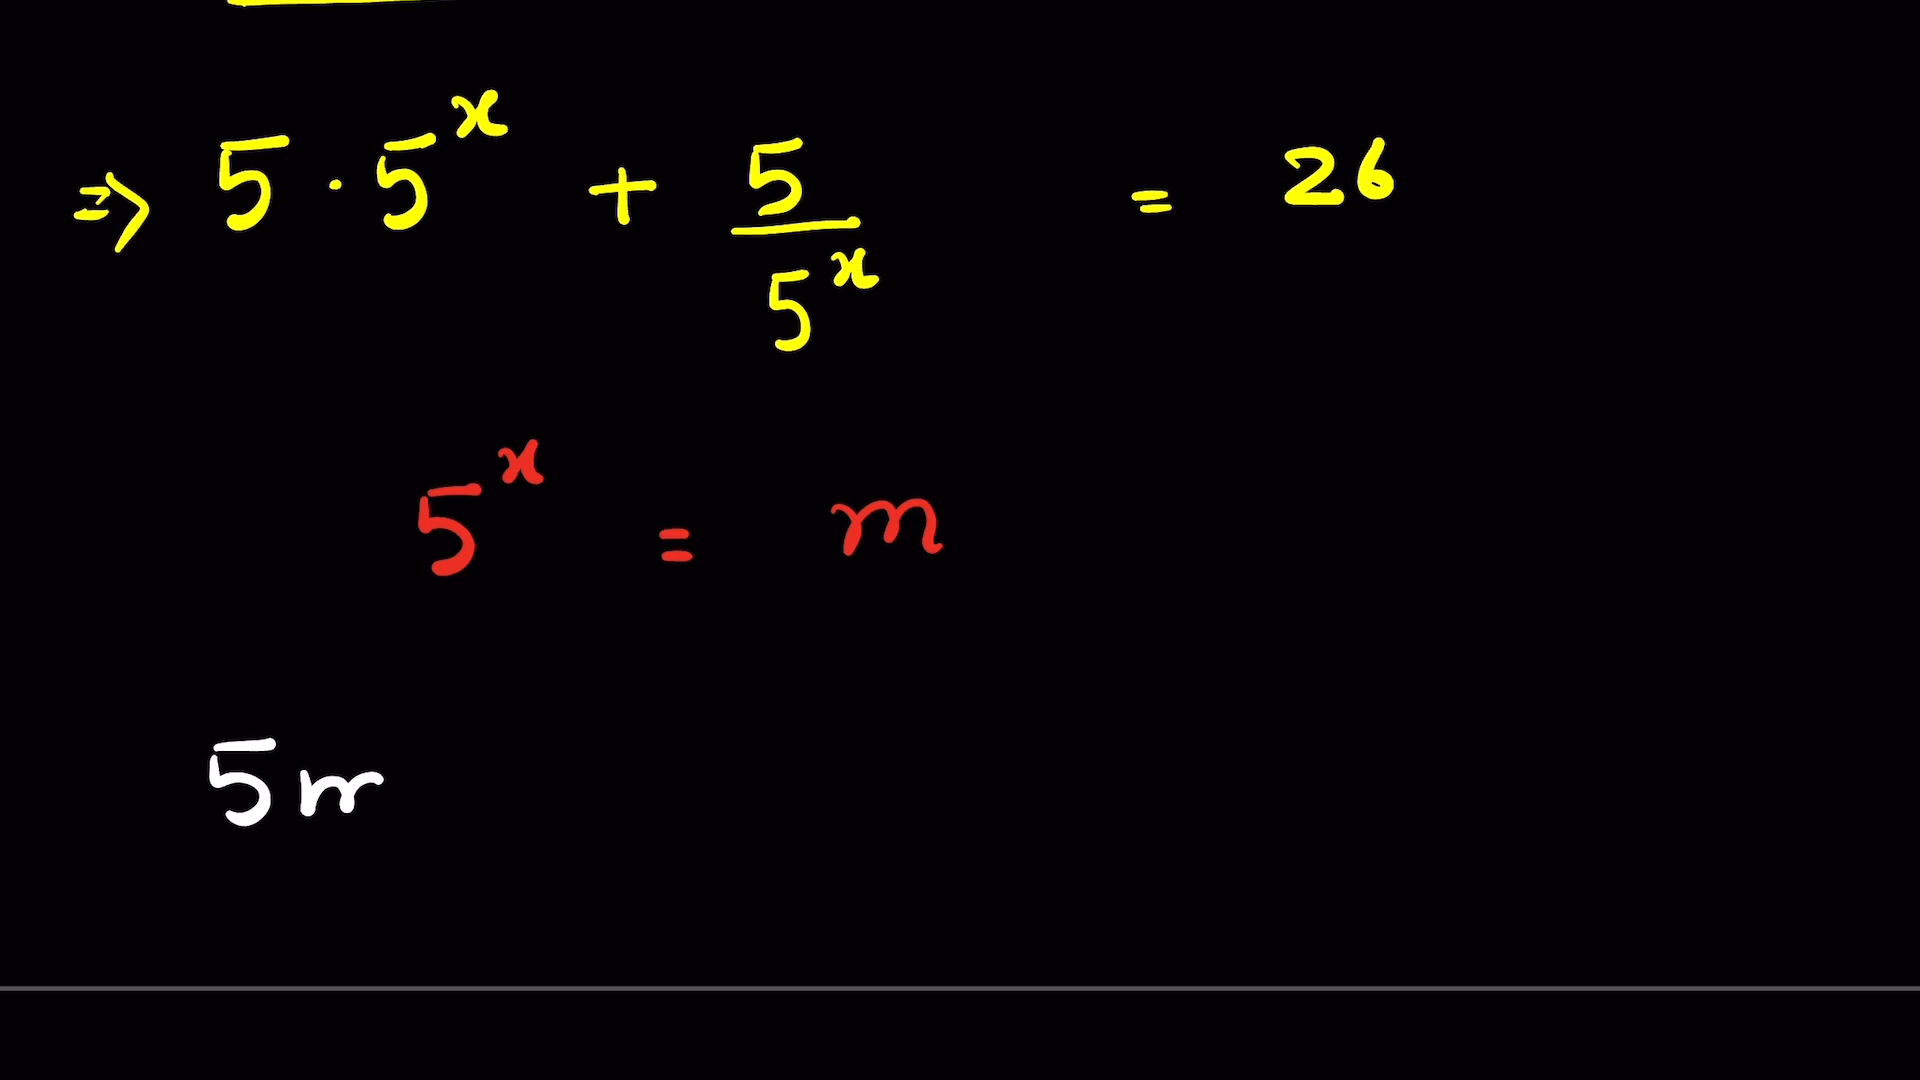 ⇒ 5 · 5^x + 5/5^x = 26
5^x = m
5m